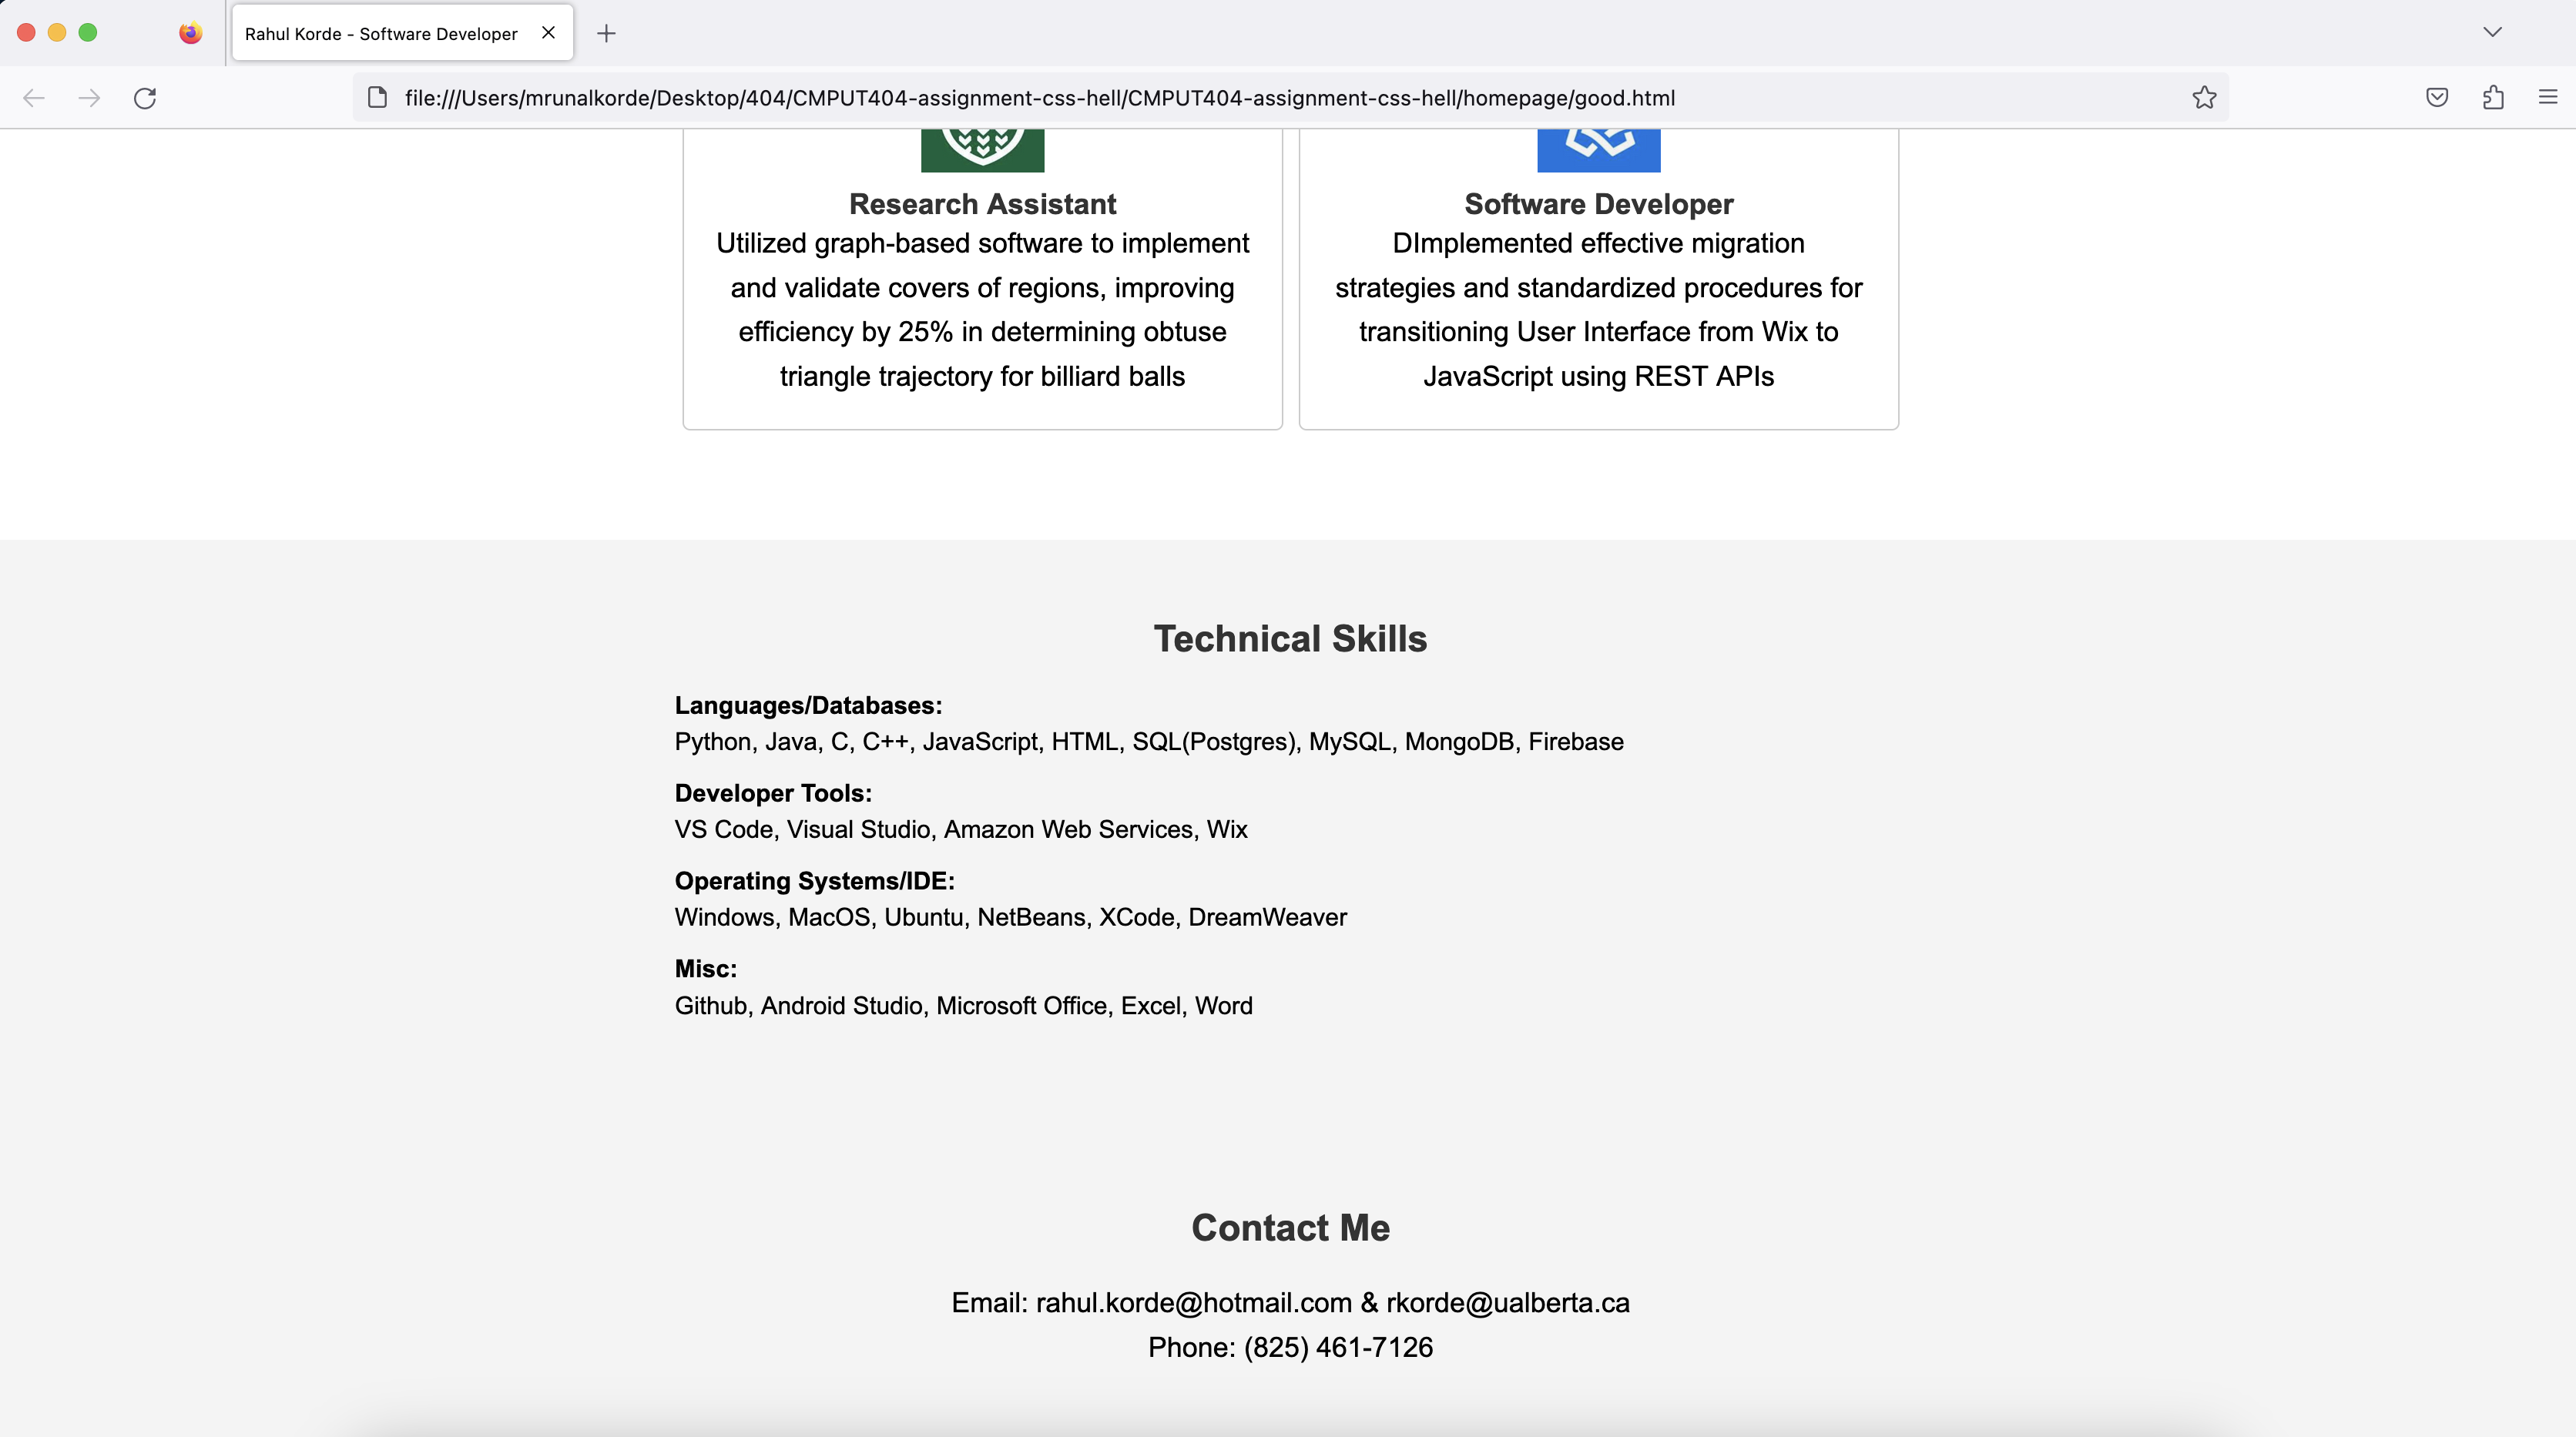 Rahul Korde - Software Developer
file:///Users/mrunalkorde/Desktop/404/CMPUT404-assignment-css-hell/CMPUT404-assignment-css-hell/homepage/good.html
Research Assistant
Utilized graph-based software to implement
and validate covers of regions, improving
efficiency by 25% in determining obtuse
triangle trajectory for billiard balls
Software Developer
DImplemented effective migration
strategies and standardized procedures for
transitioning User Interface from Wix to
JavaScript using REST APIs
Technical Skills
Languages/Databases:
Python, Java, C, C++, JavaScript, HTML, SQL(Postgres), MySQL, MongoDB, Firebase
Developer Tools:
VS Code, Visual Studio, Amazon Web Services, Wix
Operating Systems/IDE:
Windows, MacOS, Ubuntu, NetBeans, XCode, DreamWeaver
Misc:
Github, Android Studio, Microsoft Office, Excel, Word
Contact Me
Email: rahul.korde@hotmail.com & rkorde@ualberta.ca
Phone: (825) 461-7126